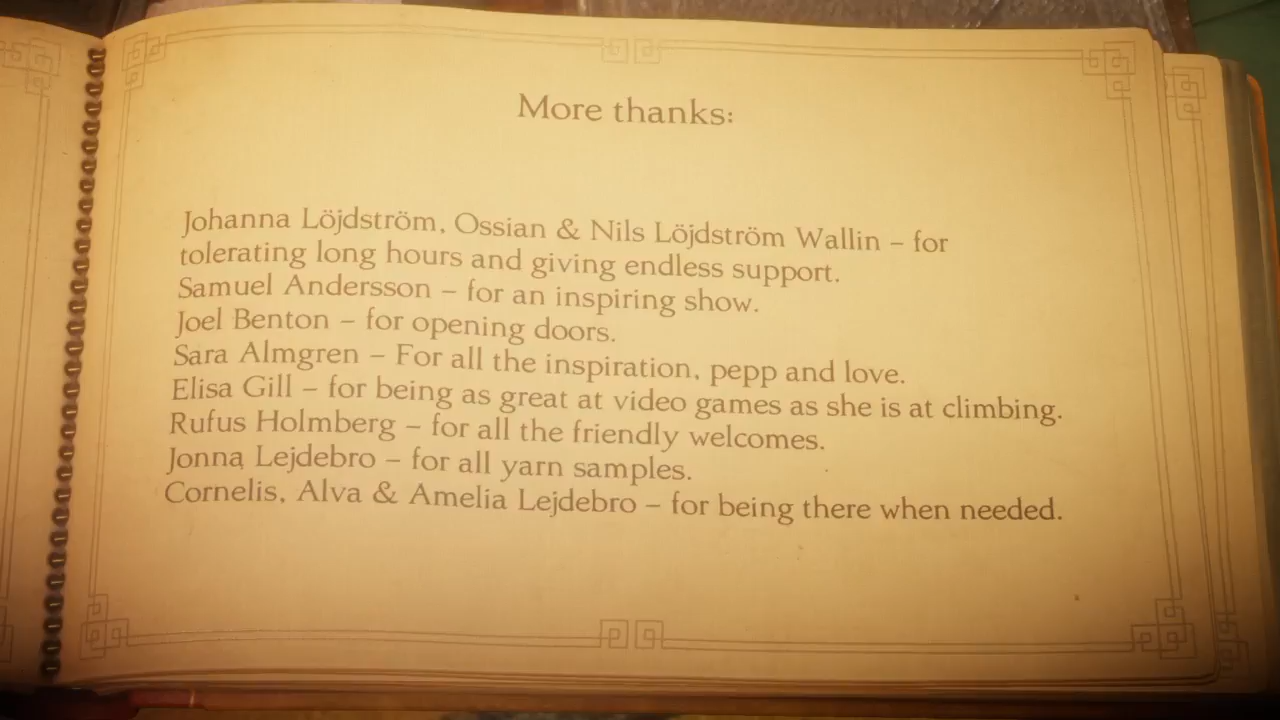 More thanks:
Johanna Löjdström, Ossian & Nils Löjdström Wallin – for
tolerating long hours and giving endless support.
Samuel Andersson – for an inspiring show.
Joel Benton – for opening doors.
Sara Almgren – For all the inspiration, pepp and love.
Elisa Gill – for being as great at video games as she is at climbing.
Rufus Holmberg – for all the friendly welcomes.
Jonna Lejdebro – for all yarn samples.
Cornelis, Alva & Amelia Lejdebro – for being there when needed.